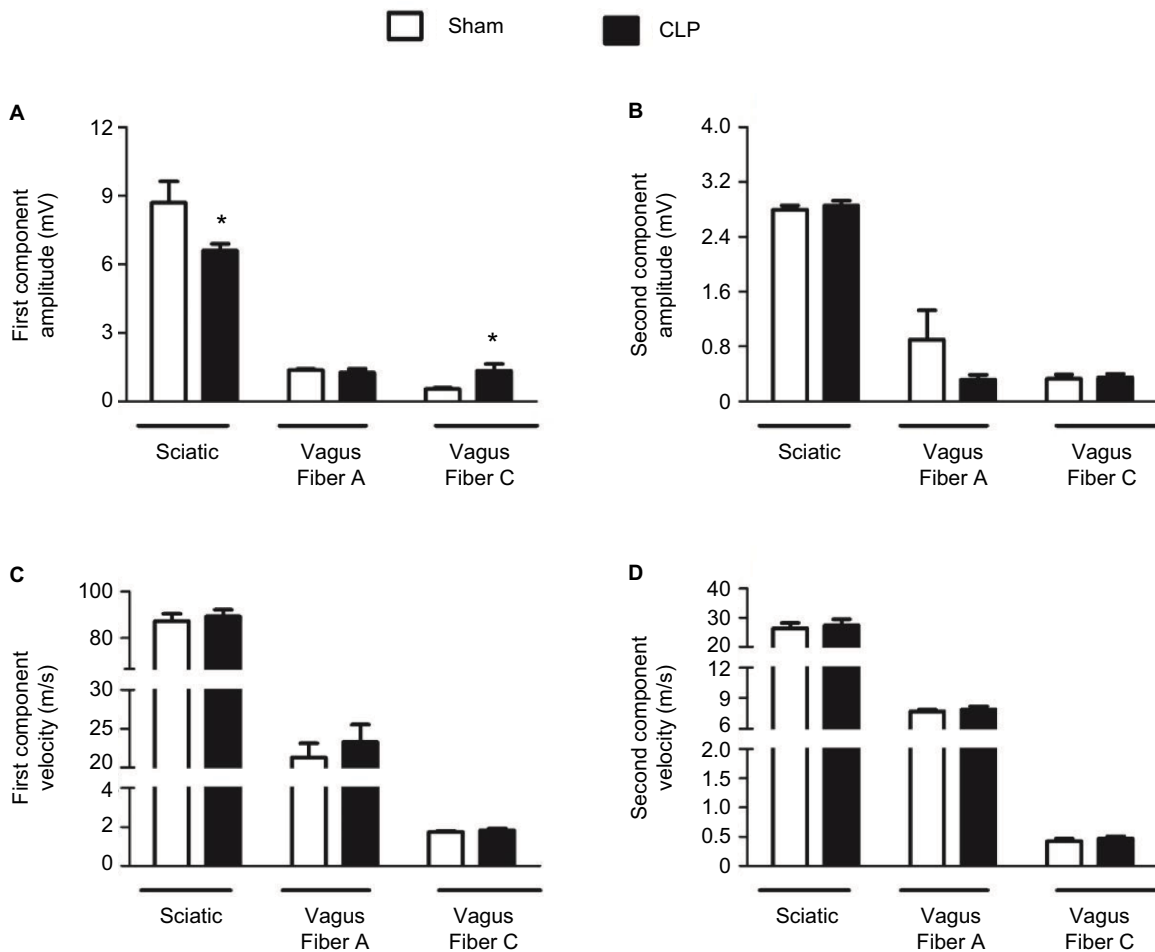 Sham
CLP
A
First component
amplitude (mV)
12
9
6
3
0
*
*
Sciatic
Vagus
Fiber A
Vagus
Fiber C
B
Second component
amplitude (mV)
4.0
3.2
2.4
1.6
0.8
0
Sciatic
Vagus
Fiber A
Vagus
Fiber C
C
First component
velocity (m/s)
100
80
30
25
20
4
2
0
Sciatic
Vagus
Fiber A
Vagus
Fiber C
D
Second component
velocity (m/s)
40
30
20
12
9
6
2.0
1.5
1.0
0.5
0
Sciatic
Vagus
Fiber A
Vagus
Fiber C